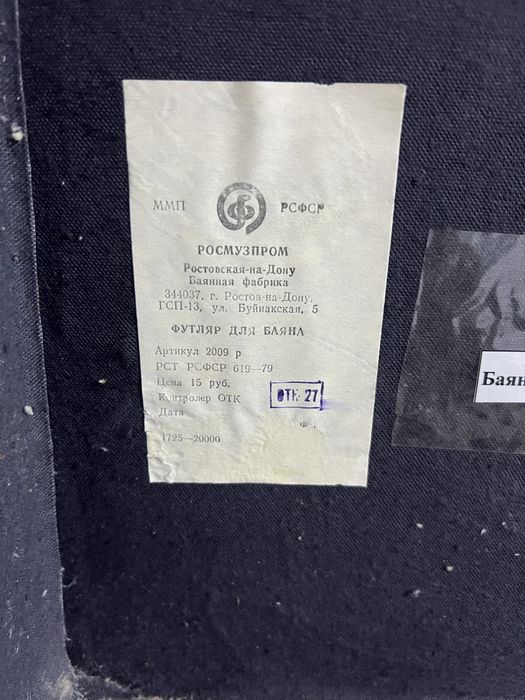 ММП РСФСР
РОСМУЗПРОМ
Ростовская-на-Дону
Баянная фабрика
344037, г. Ростов-на-Дону,
ГСП-13, ул. Буйнакская, 5
ФУТЛЯР ДЛЯ БАЯНА
Артикул 2009 р
РСТ РСФСР 619—79
Цена 15 руб.
Контролер ОТК ОТК 27
Дата
1725—20000
Баян